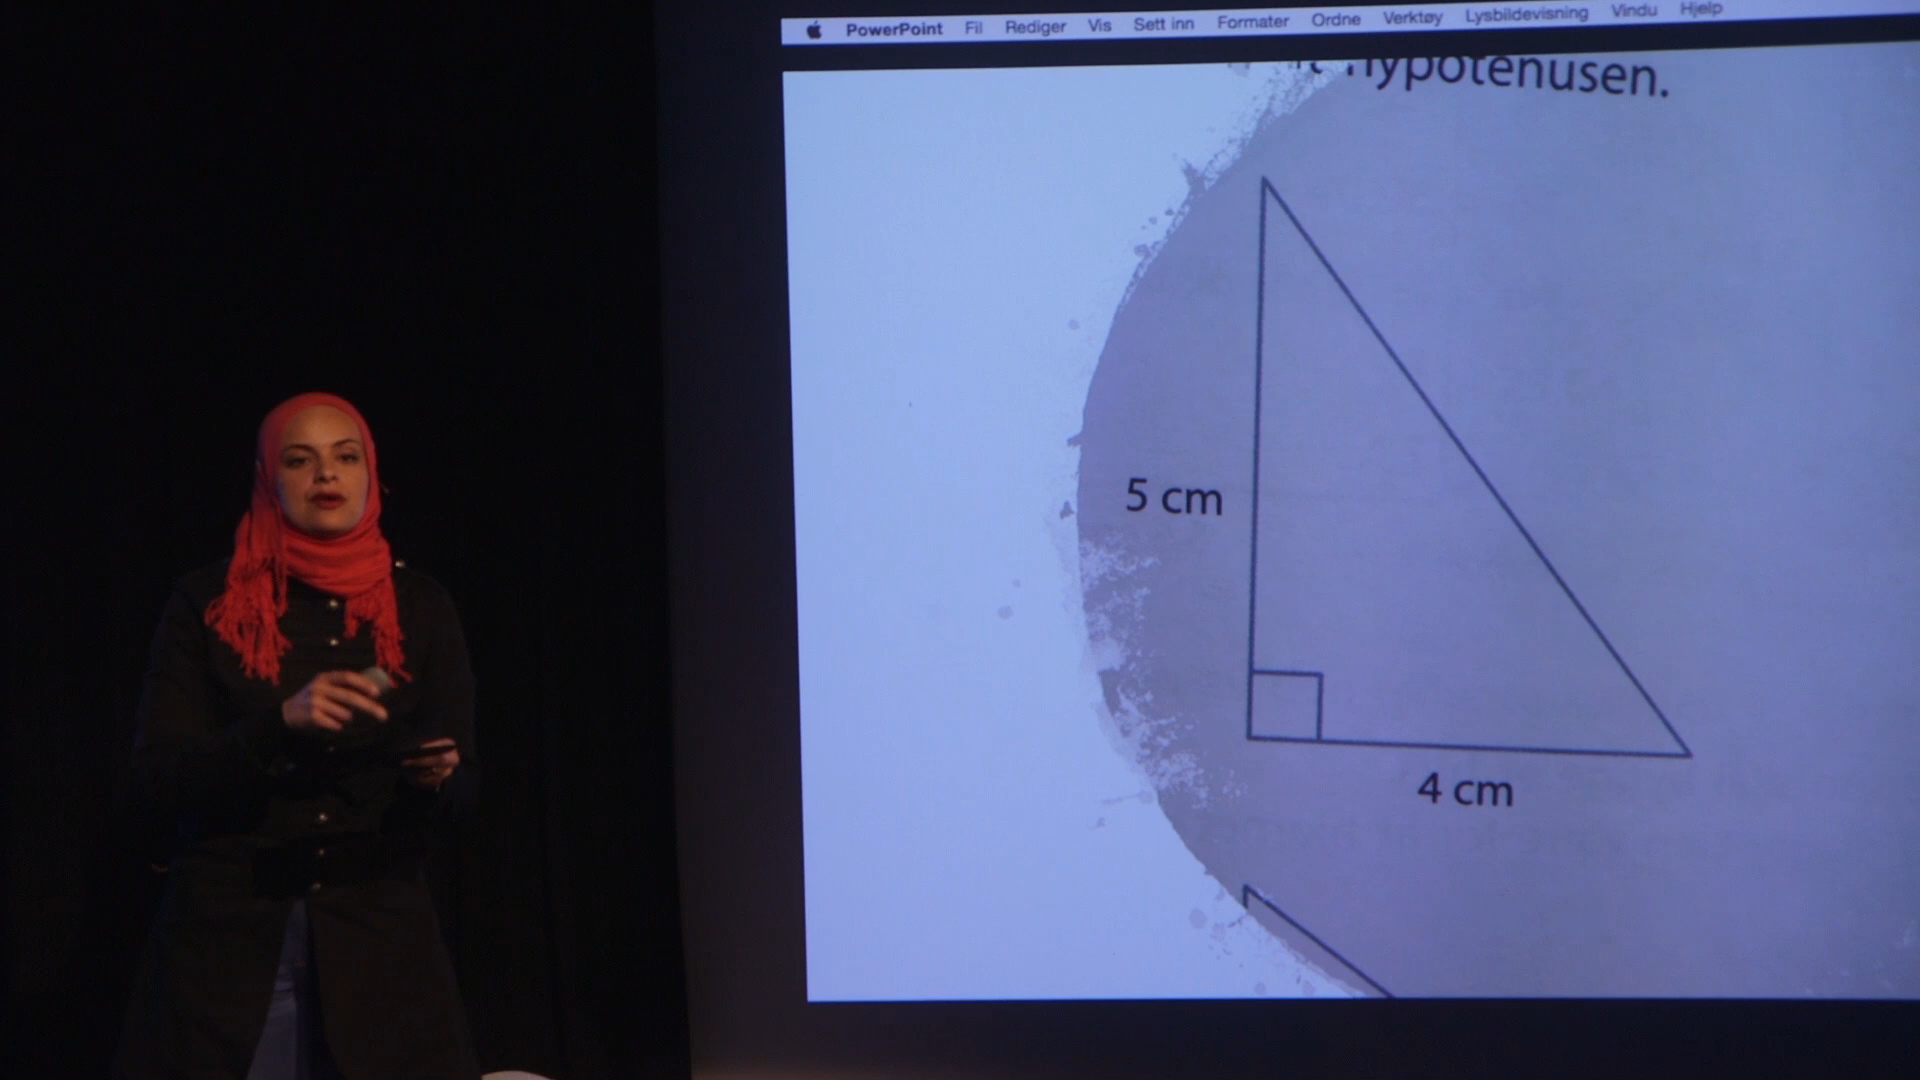 PowerPoint Fil Rediger Vis Sett inn Formater Ordne Verktøy Lysbildevisning Vindu Hjelp
hypotenusen.
5 cm
4 cm